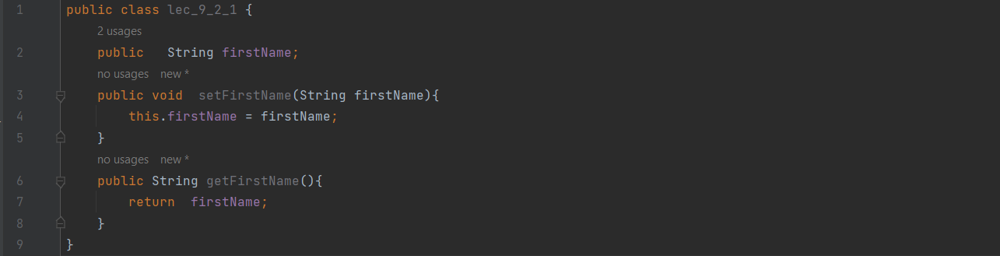 1 public class lec_9_2_1 {
2 usages
2 public   String firstName;
no usages   new *
3 public void  setFirstName(String firstName){
4 this.firstName = firstName;
5 }
no usages   new *
6 public String getFirstName(){
7 return  firstName;
8 }
9 }